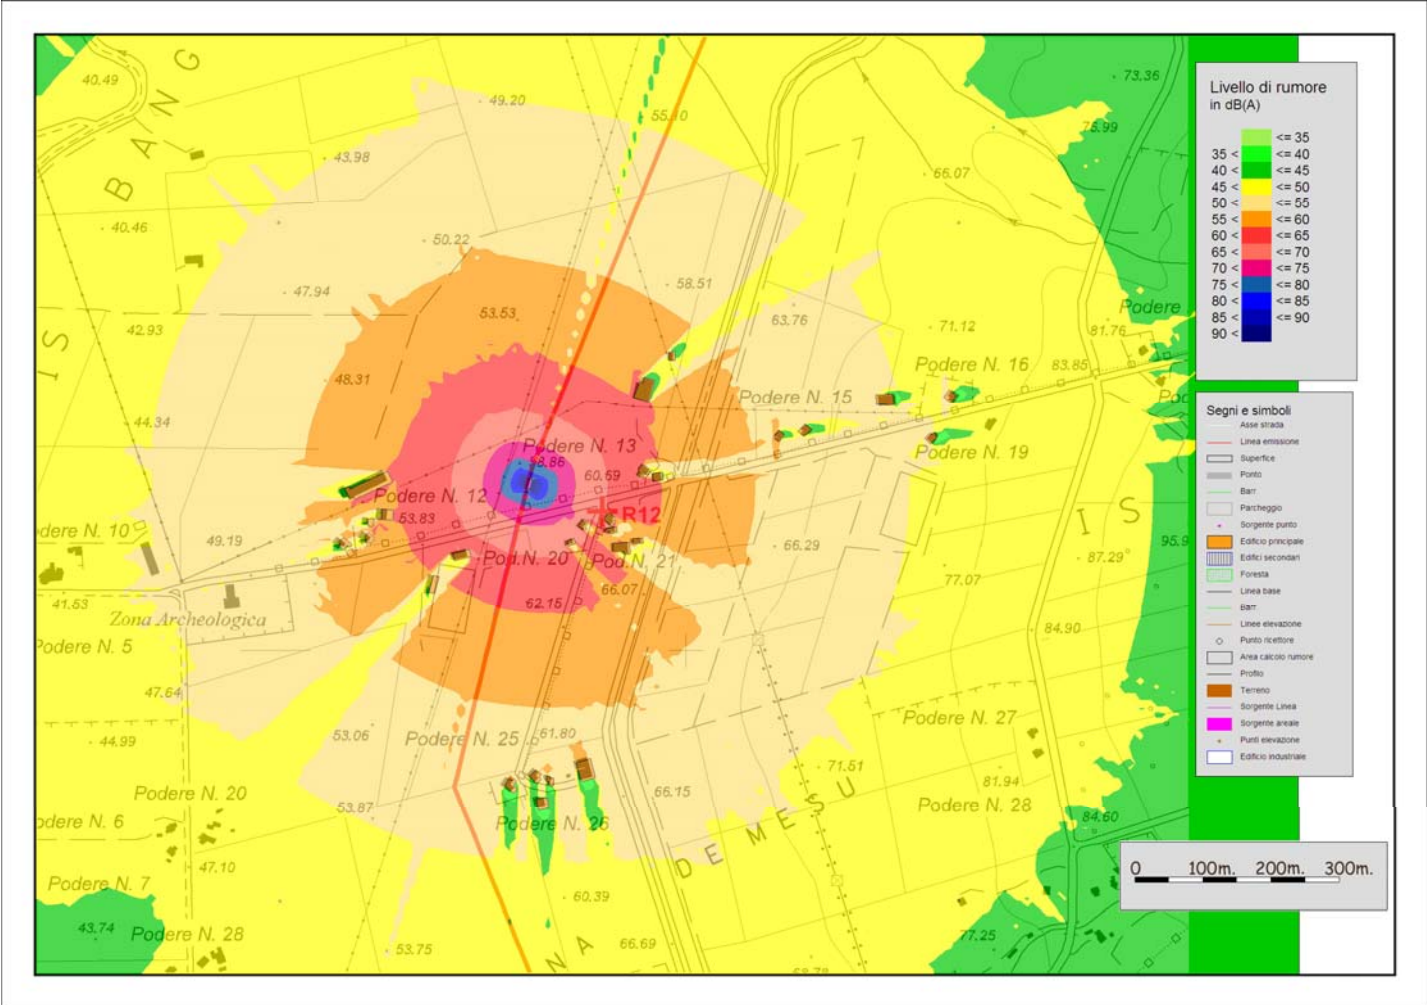 Livello di rumore
in dB(A)
<= 35
35 < <= 40
40 < <= 45
45 < <= 50
50 < <= 55
55 < <= 60
60 < <= 65
65 < <= 70
70 < <= 75
75 < <= 80
80 < <= 85
85 < <= 90
90 <
Segni e simboli
Asse strada
Linea emissione
Superfice
Ponto
Barr
Parcheggio
Sorgente punto
Edificio principale
Edifici secondari
Foresta
Linea base
Barr
Linee elevazione
Punto ricettore
Area calcolo rumore
Profilo
Terreno
Sorgente Linea
Sorgente areale
Punti elevazione
Edificio industriale
0 100m. 200m. 300m.
40.49
B A N G
49.20
55.10
73.36
75.99
43.98
66.07
40.46
50.22
47.94
53.53
58.51
63.76
71.12
Podere
81.76
42.93
I S
48.31
Podere N. 16
83.85
Podere N. 15
44.34
Podere N. 13
Podere N. 19
60.69
Podere N. 12
53.83
R12
I S
dere N. 10
49.19
66.29
95.9
Pod.N. 20
Pod.N. 21
87.29
77.07
41.53
62.15
66.07
Zona Archeologica
84.90
Podere N. 5
47.64
53.06
Podere N. 25
61.80
Podere N. 27
44.99
71.51
81.94
Podere N. 20
53.87
66.15
Podere N. 28
84.60
odere N. 6
Podere N. 26
DE MESU
47.10
Podere N. 7
60.39
43.74
Podere N. 28
53.75
NA
66.69
77.25